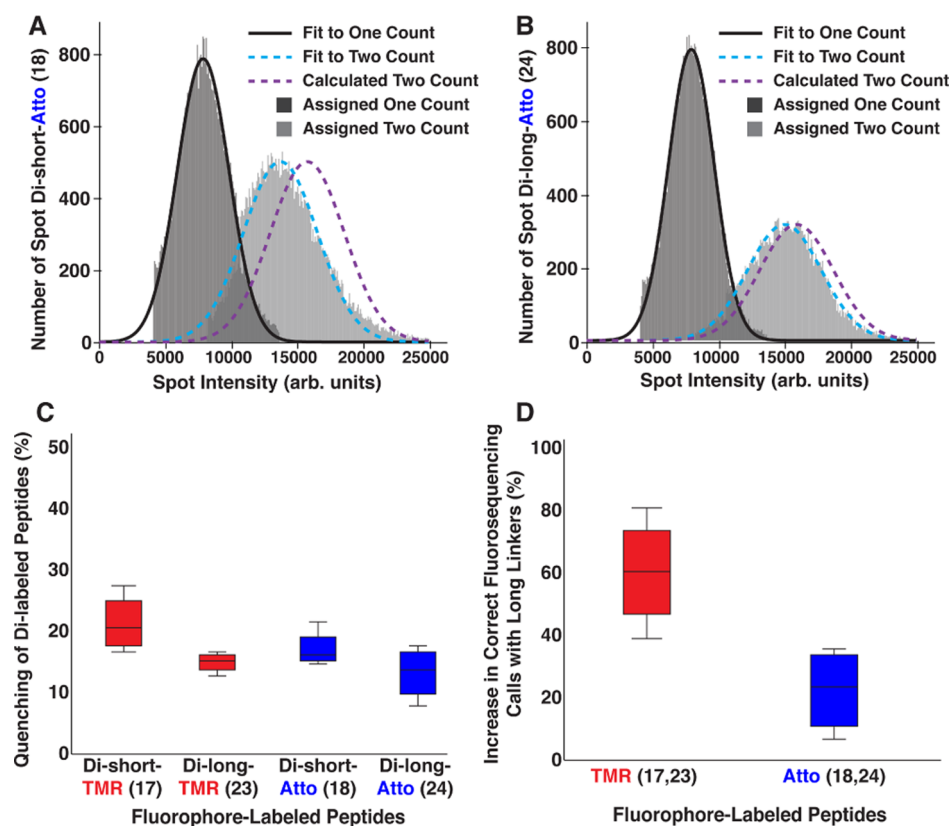 A
Number of Spot Di-short-Atto (18)
800
600
400
200
0
Fit to One Count
Fit to Two Count
Calculated Two Count
Assigned One Count
Assigned Two Count
0 5000 10000 15000 20000 25000
Spot Intensity (arb. units)
B
Number of Spot Di-long-Atto (24)
800
600
400
200
0
Fit to One Count
Fit to Two Count
Calculated Two Count
Assigned One Count
Assigned Two Count
0 5000 10000 15000 20000 25000
Spot Intensity (arb. units)
C
Quenching of Di-labeled Peptides (%)
50
40
30
20
10
0
Di-short- Di-long- Di-short- Di-long-
TMR (17) TMR (23) Atto (18) Atto (24)
Fluorophore-Labeled Peptides
D
Increase in Correct Fluorosequencing
Calls with Long Linkers (%)
100
80
60
40
20
0
TMR (17,23) Atto (18,24)
Fluorophore-Labeled Peptides